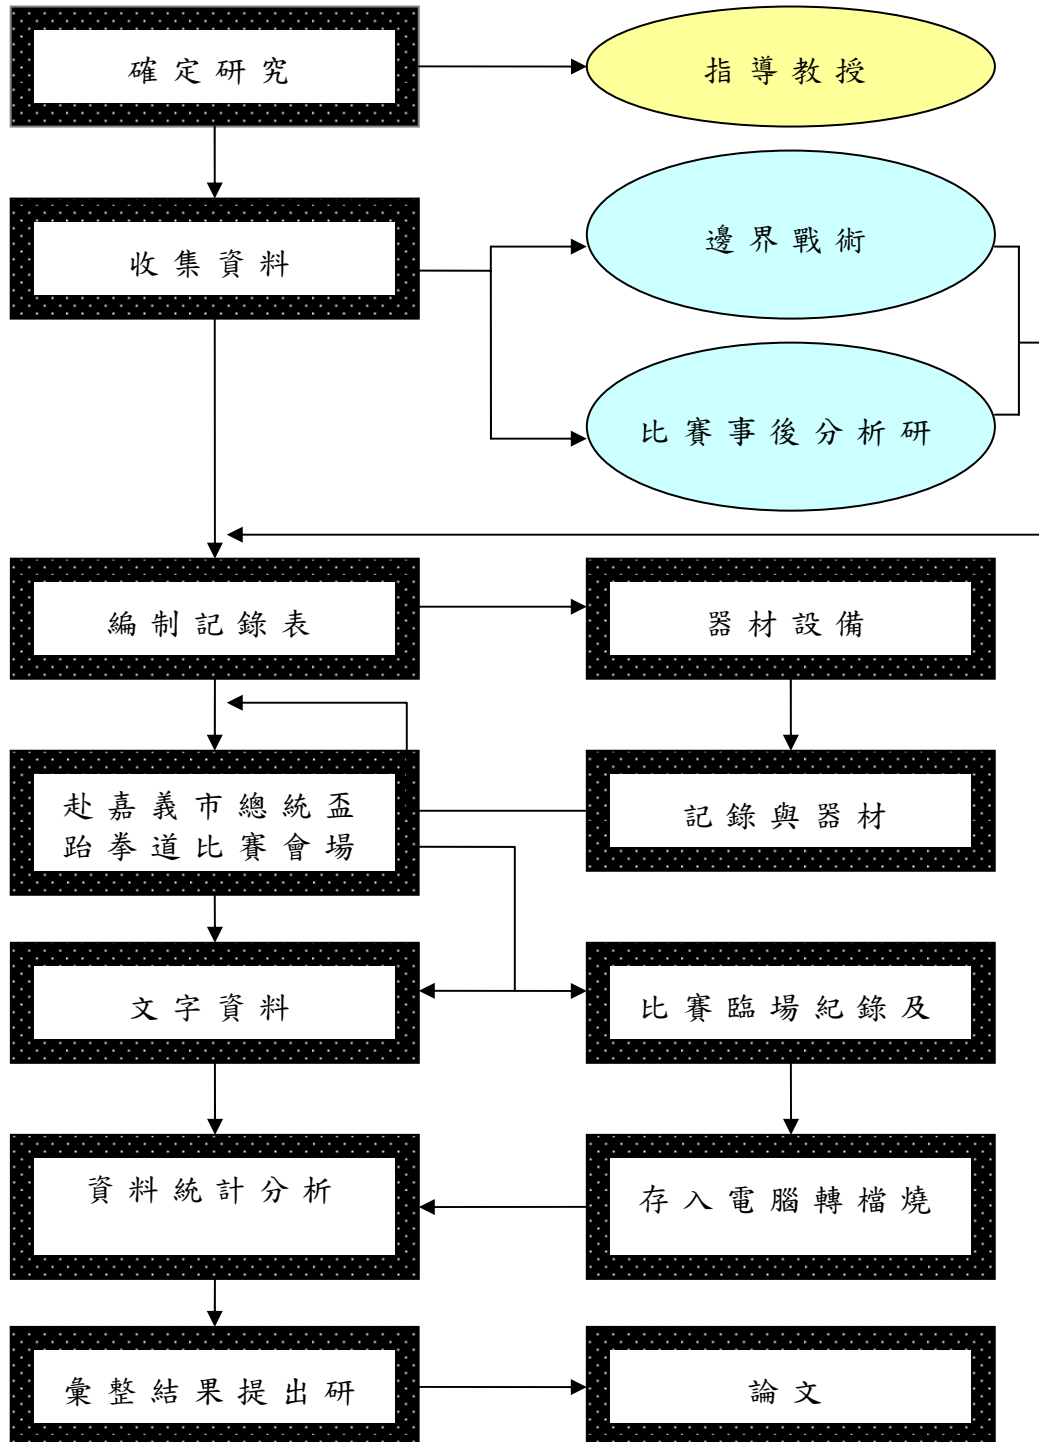 確定研究
指導教授
收集資料
邊界戰術
比賽事後分析研
編制記錄表
器材設備
赴嘉義市總統盃
跆拳道比賽會場
記錄與器材
文字資料
比賽臨場紀錄及
資料統計分析
存入電腦轉檔燒
彙整結果提出研
論文